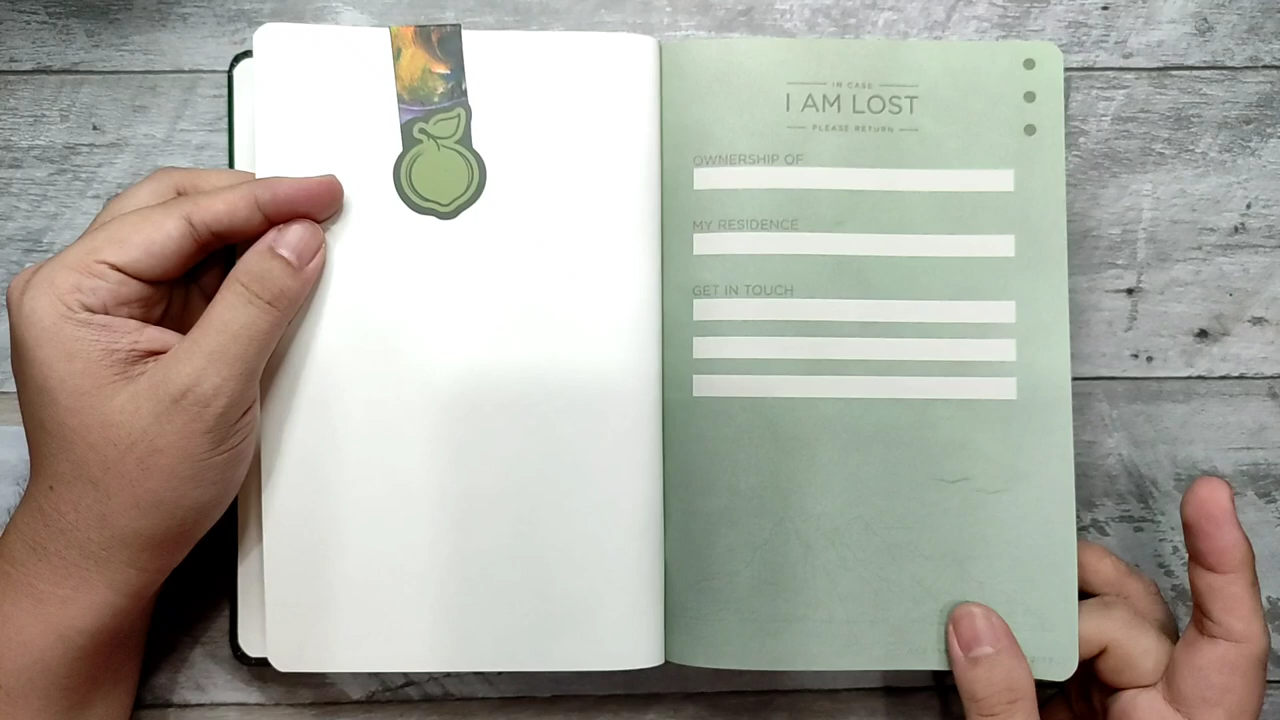 IN CASE
I AM LOST
PLEASE RETURN
OWNERSHIP OF
MY RESIDENCE
GET IN TOUCH